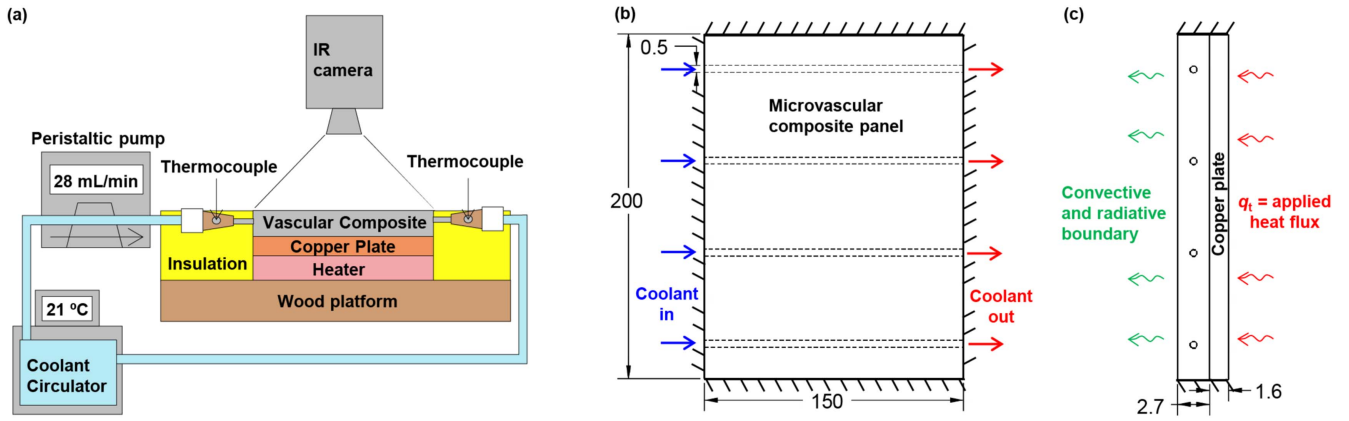 (a)
IR
camera
Peristaltic pump
28 mL/min
Thermocouple
Thermocouple
Vascular Composite
Copper Plate
Heater
Insulation
Wood platform
21 ºC
Coolant
Circulator
(b)
0.5
Microvascular
composite panel
200
Coolant
in
Coolant
out
150
(c)
Convective
and radiative
boundary
Copper plate
qt = applied
heat flux
2.7
1.6